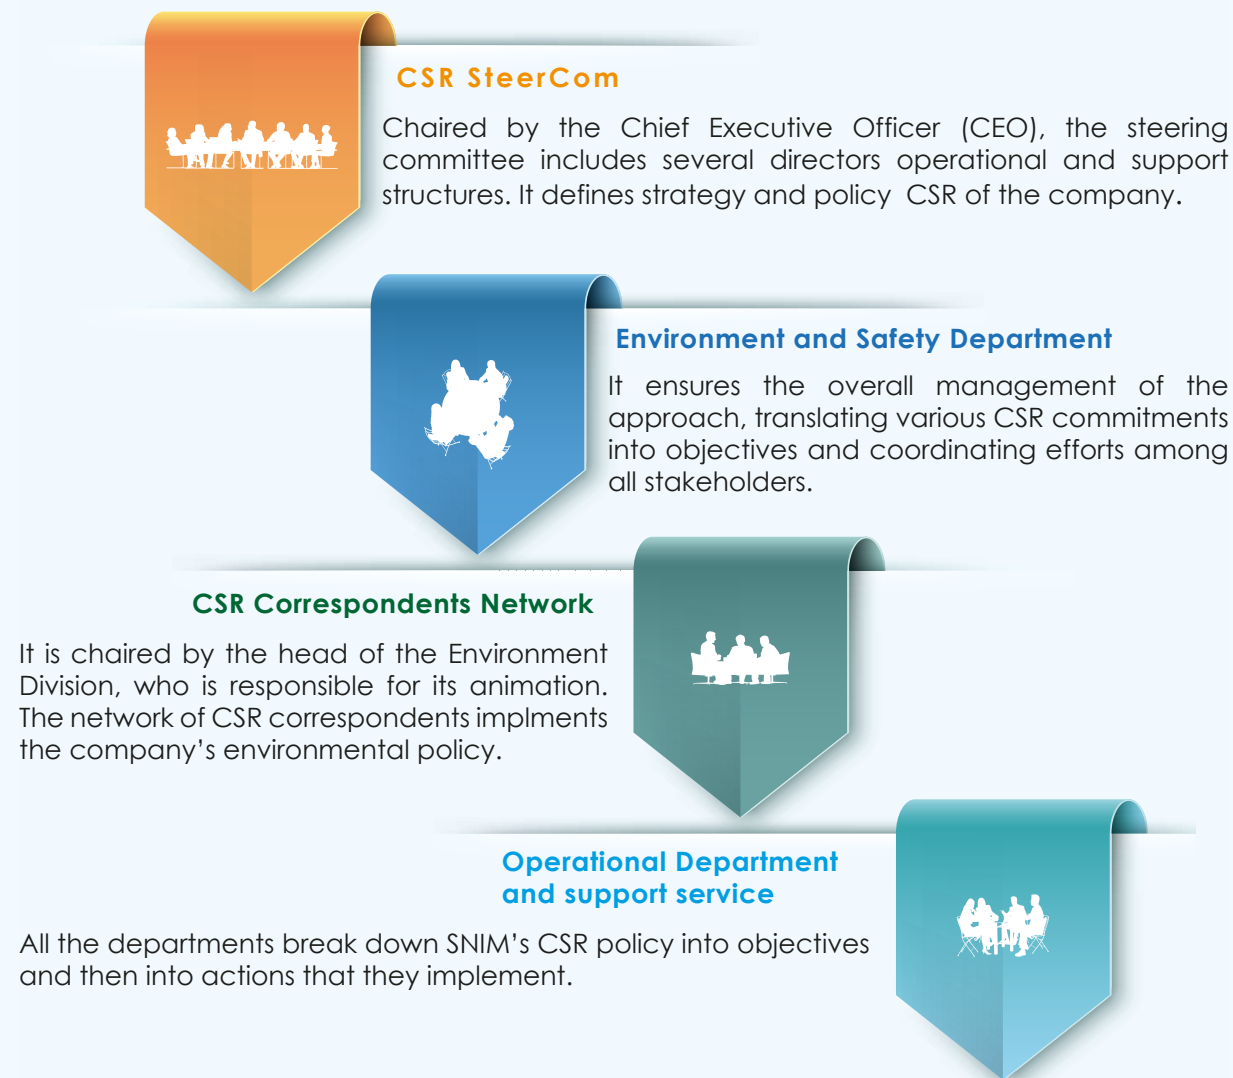 CSR SteerCom
Chaired by the Chief Executive Officer (CEO), the steering
committee includes several directors operational and support
structures. It defines strategy and policy CSR of the company.
Environment and Safety Department
It ensures the overall management of the
approach, translating various CSR commitments
into objectives and coordinating efforts among
all stakeholders.
CSR Correspondents Network
It is chaired by the head of the Environment
Division, who is responsible for its animation.
The network of CSR correspondents implments
the company’s environmental policy.
Operational Department
and support service
All the departments break down SNIM’s CSR policy into objectives
and then into actions that they implement.